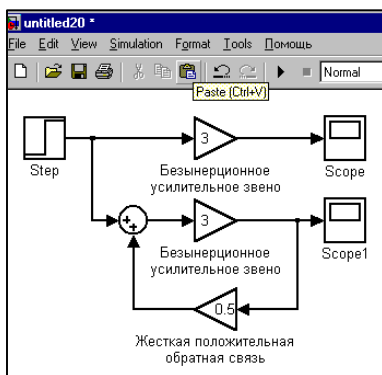 untitled20 *
File Edit View Simulation Format Tools Помощь
Normal
Paste (Ctrl+V)
3
Step
Безынерционное
усилительное звено
Scope
3
Безынерционное
усилительное звено
Scope1
0.5
Жесткая положительная
обратная связь